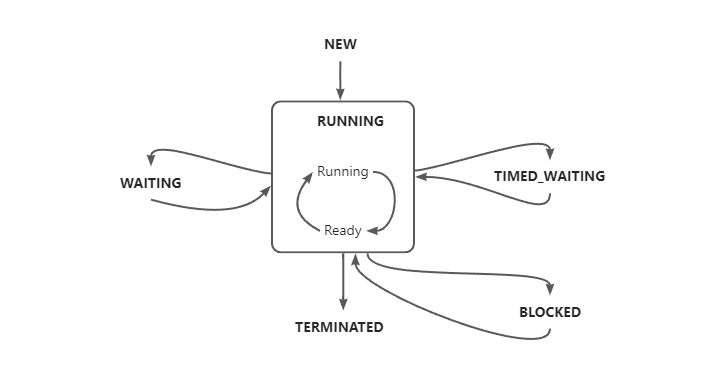 NEW
RUNNING
Running
WAITING
TIMED_WAITING
Ready
BLOCKED
TERMINATED